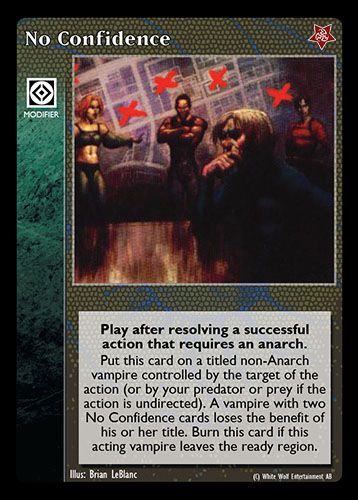 No Confidence
MODIFIER
Play after resolving a successful
action that requires an anarch.
Put this card on a titled non-Anarch
vampire controlled by the target of the
action (or by your predator or prey if the
action is undirected). A vampire with two
No Confidence cards loses the benefit of
his or her title. Burn this card if this
acting vampire leaves the ready region.
Illus: Brian LeBlanc
(C) White Wolf Entertainment AB